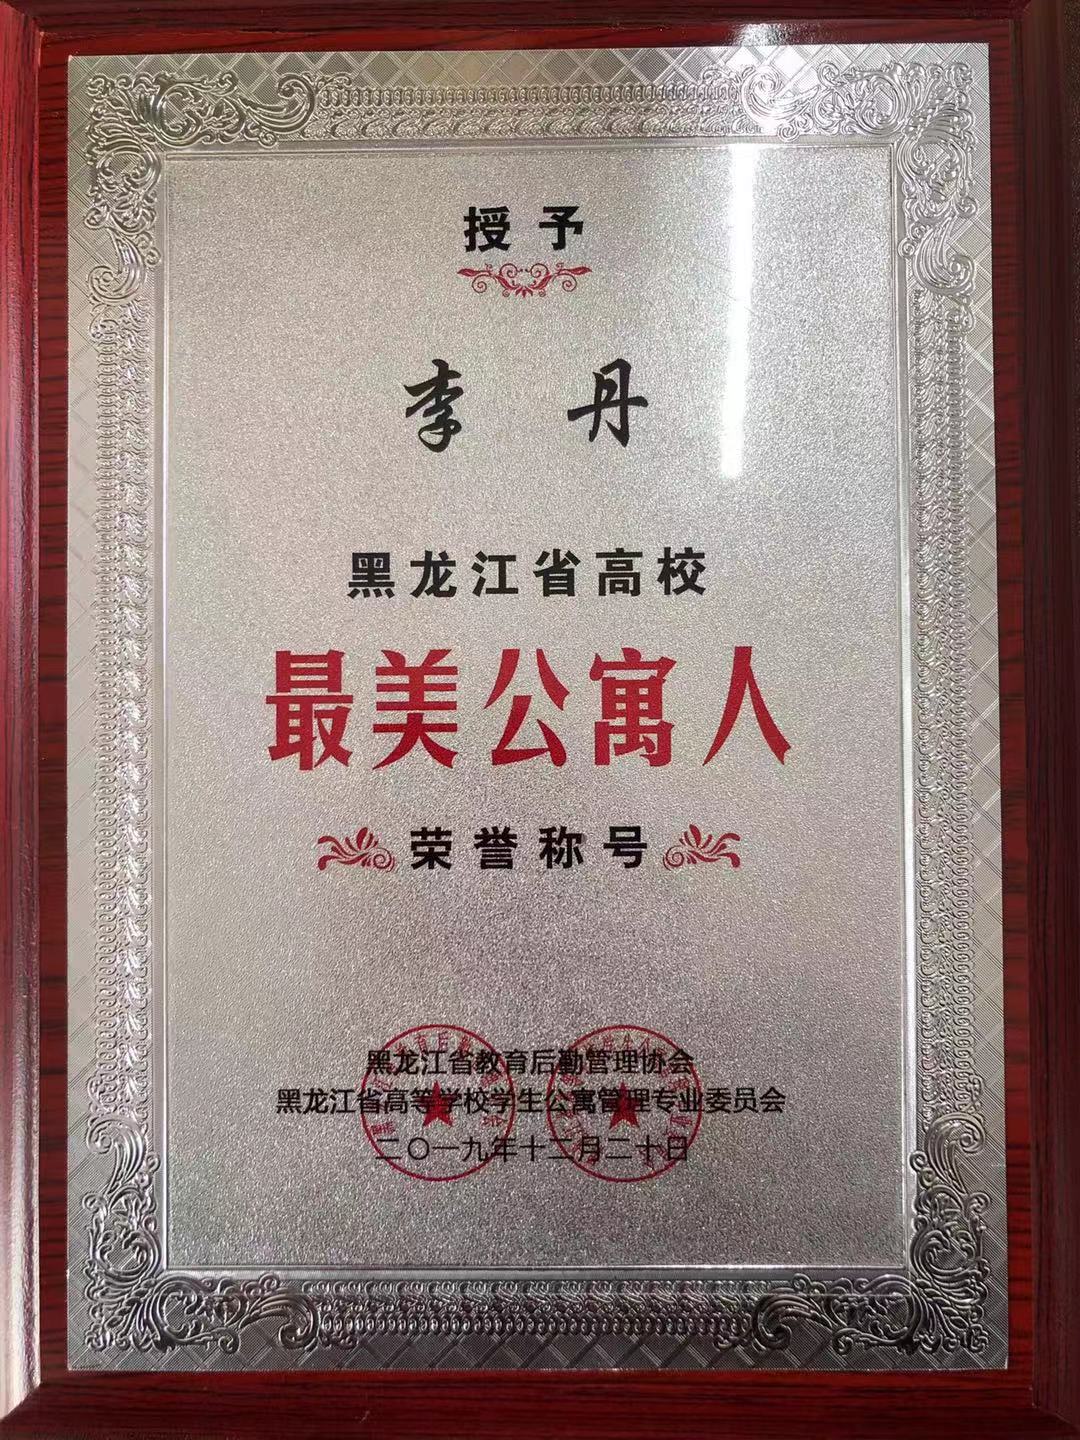 授予
李丹
黑龙江省高校
最美公寓人
荣誉称号
黑龙江省教育后勤管理协会
黑龙江省高等学校学生公寓管理专业委员会
二〇一九年十二月二十日